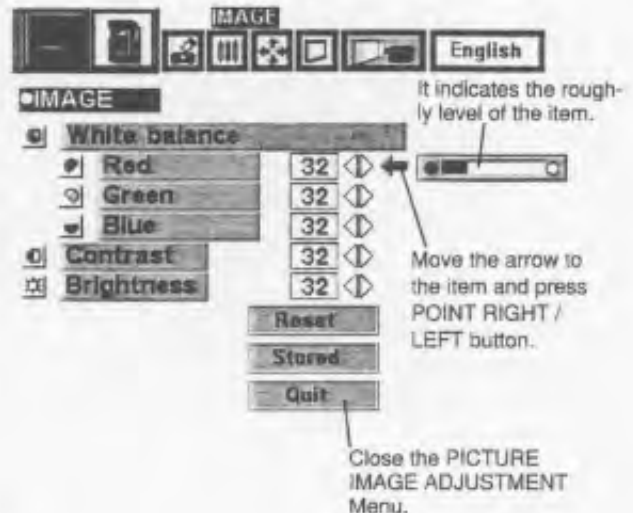 IMAGE
English
IMAGE
It indicates the rough-
ly level of the item.
White balance
Red 32
Green 32
Blue 32
Contrast 32
Brightness 32
Move the arrow to
the item and press
POINT RIGHT /
LEFT button.
Reset
Stored
Quit
Close the PICTURE
IMAGE ADJUSTMENT
Menu.